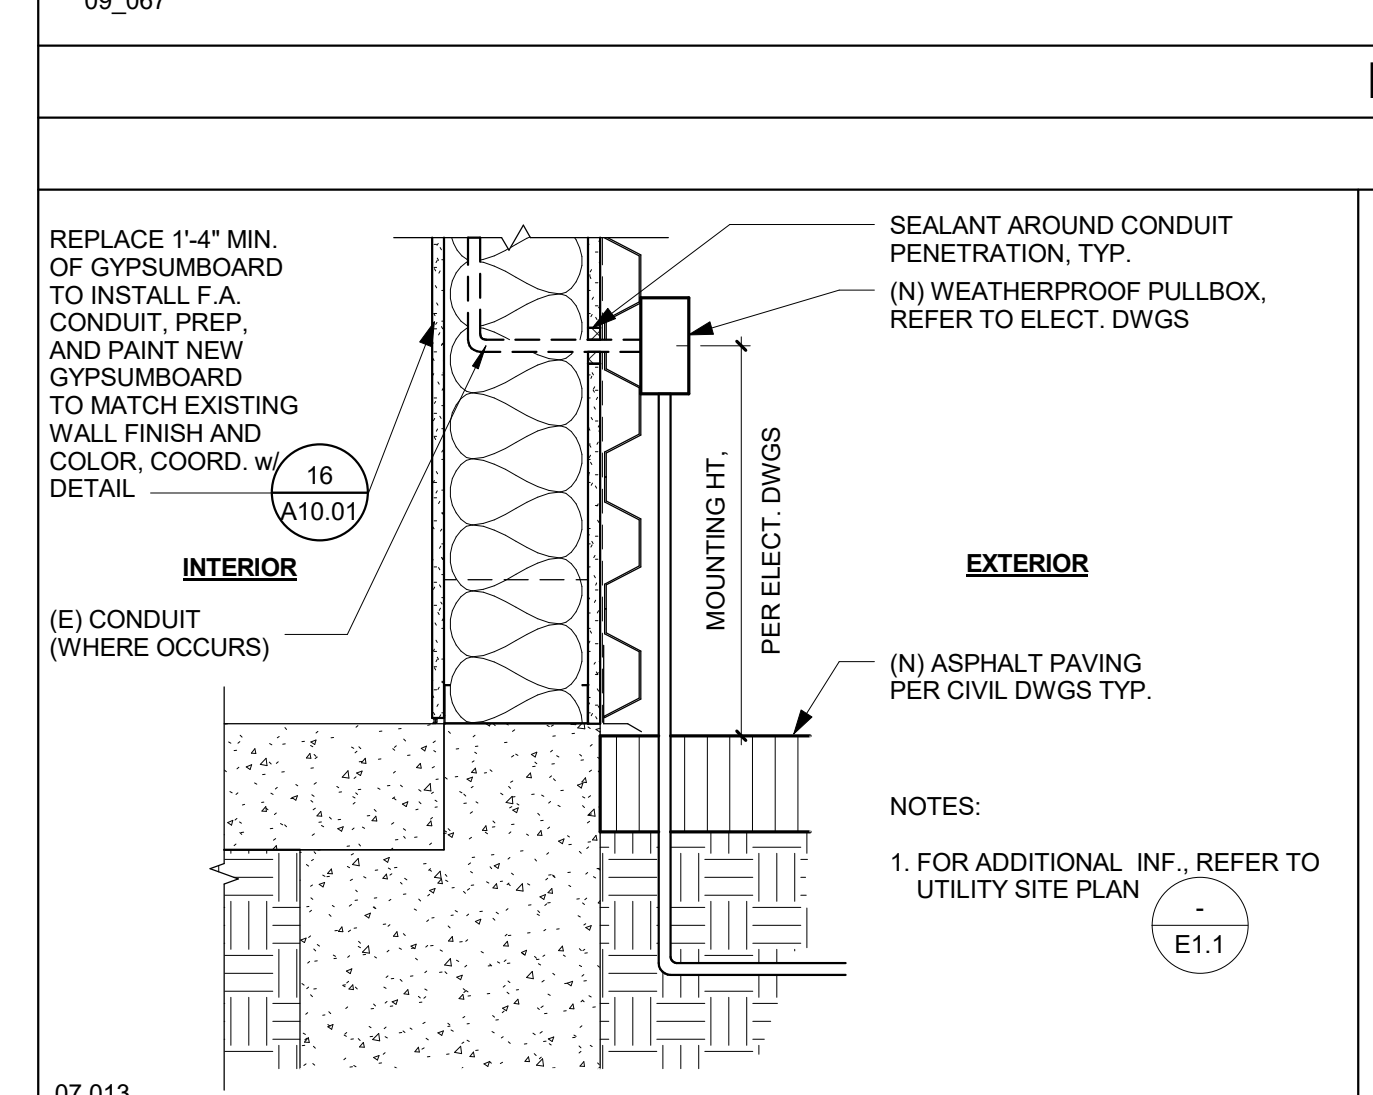 09_067
REPLACE 1'-4" MIN.
OF GYPSUMBOARD
TO INSTALL F.A.
CONDUIT, PREP,
AND PAINT NEW
GYPSUMBOARD
TO MATCH EXISTING
WALL FINISH AND
COLOR, COORD. w/
DETAIL
16
A10.01
INTERIOR
(E) CONDUIT
(WHERE OCCURS)
SEALANT AROUND CONDUIT
PENETRATION, TYP.
(N) WEATHERPROOF PULLBOX,
REFER TO ELECT. DWGS
MOUNTING HT,
PER ELECT. DWGS
EXTERIOR
(N) ASPHALT PAVING
PER CIVIL DWGS TYP.
NOTES:
1. FOR ADDITIONAL INF., REFER TO
UTILITY SITE PLAN
-
E1.1
07 013